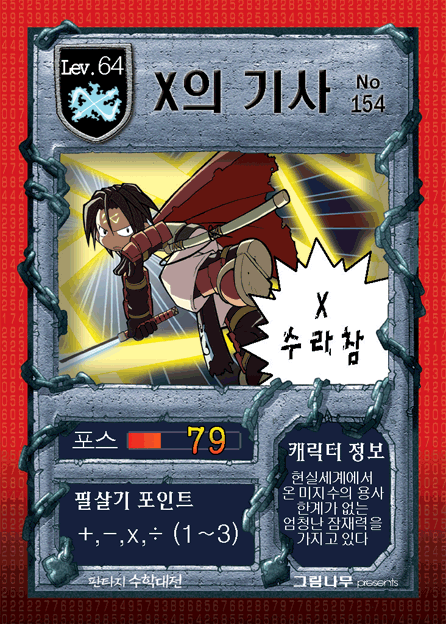 Lev.64
X의 기사
No
154
X
수라참
포스 79
필살기 포인트
+,−,x,÷ (1~3)
캐릭터 정보
현실세계에서
온 미지수의 용사
한계가 없는
엄청난 잠재력을
가지고 있다
판타지 수학대전
그림나무 presents